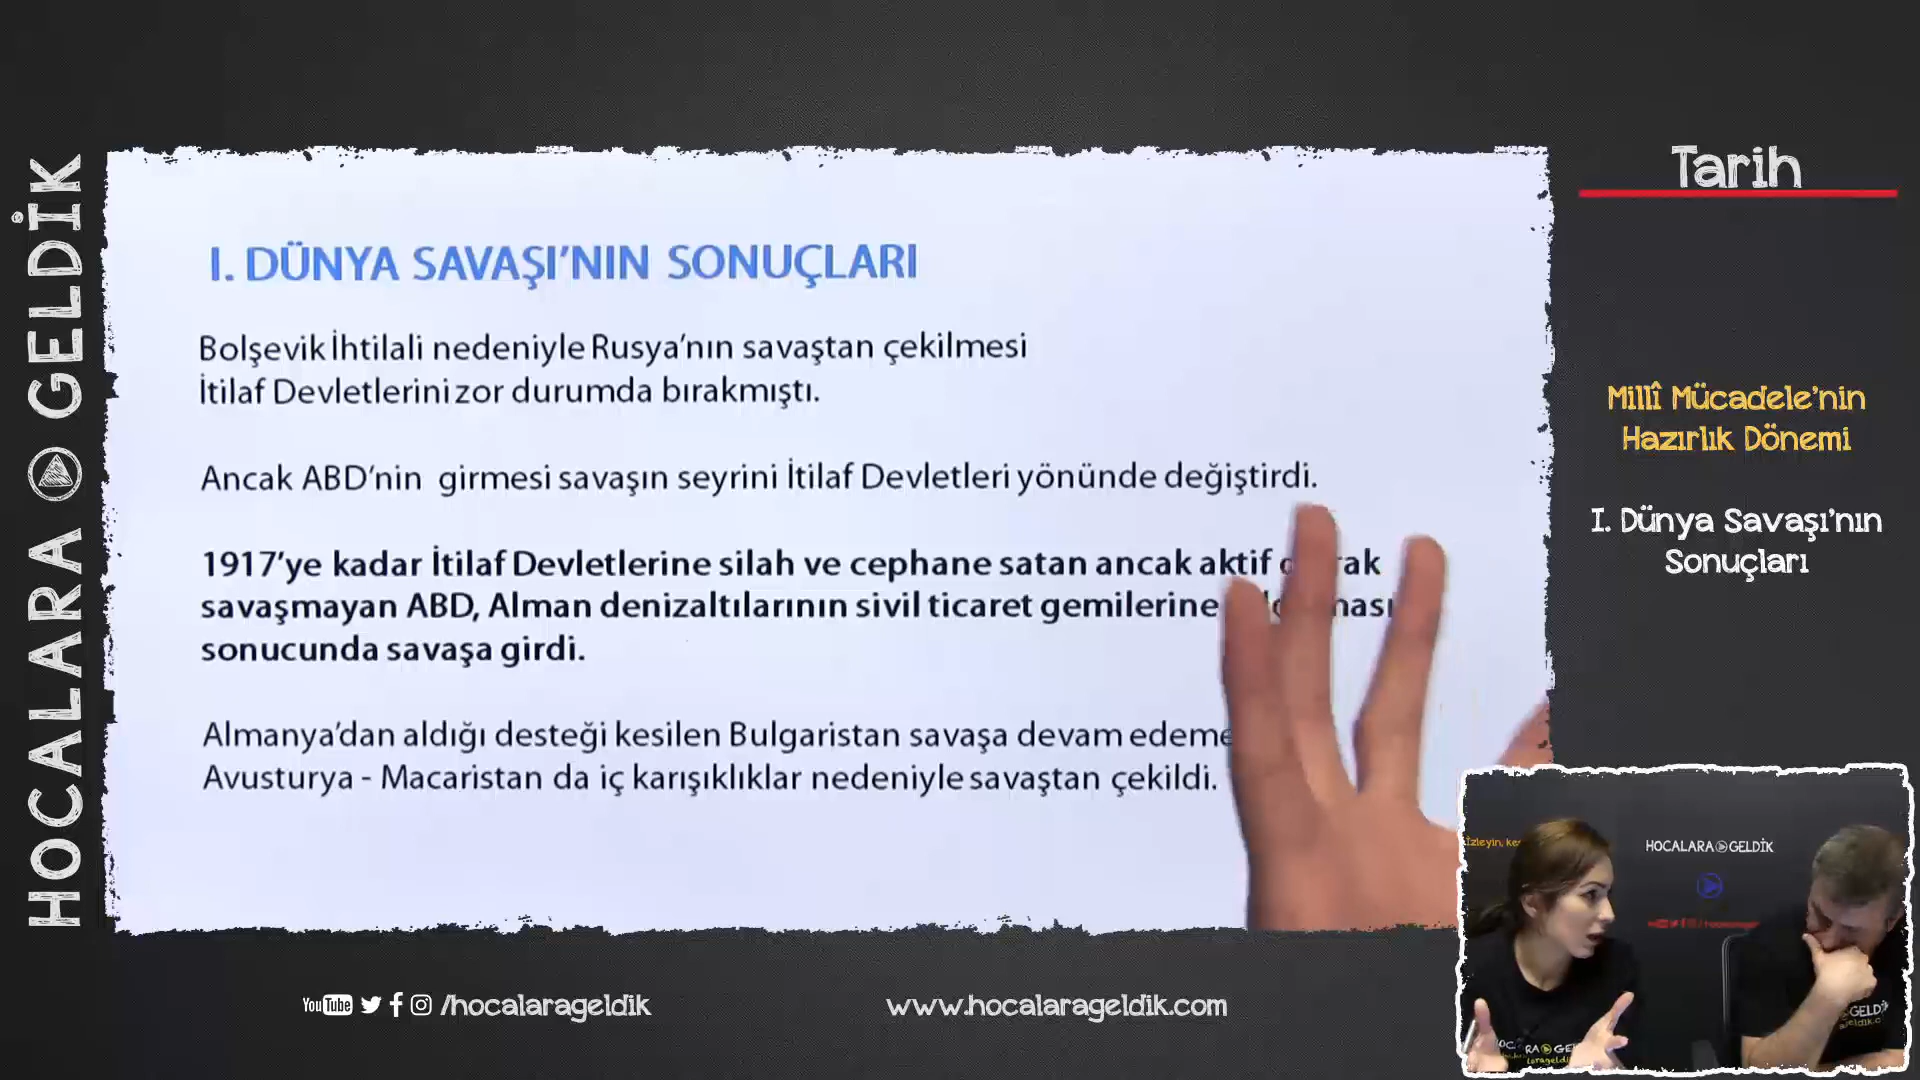 HOCALARA GELDİK
Tarih
I. DÜNYA SAVAŞI’NIN SONUÇLARI
Bolşevik İhtilali nedeniyle Rusya’nın savaştan çekilmesi
İtilaf Devletlerini zor durumda bırakmıştı.
Ancak ABD’nin girmesi savaşın seyrini İtilaf Devletleri yönünde değiştirdi.
1917’ye kadar İtilaf Devletlerine silah ve cephane satan ancak aktif
savaşmayan ABD, Alman denizaltılarının sivil ticaret gemilerine
sonucunda savaşa girdi.
Almanya’dan aldığı desteği kesilen Bulgaristan savaşa devam
Avusturya - Macaristan da iç karışıklıklar nedeniyle savaştan çekildi.
Millî Mücadele’nin
Hazırlık Dönemi
I. Dünya Savaşı’nın
Sonuçları
İzleyin,
HOCALARA GELDİK
YouTube /hocalarageldik
www.hocalarageldik.com